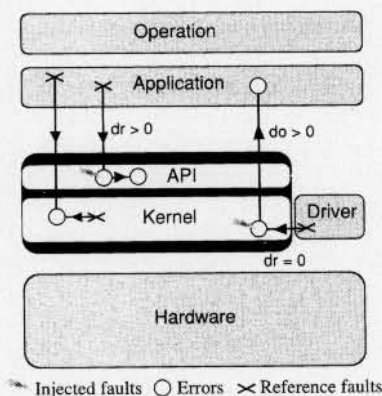 Operation
Application
dr > 0
do > 0
API
Kernel
Driver
dr = 0
Hardware
Injected faults
Errors
Reference faults